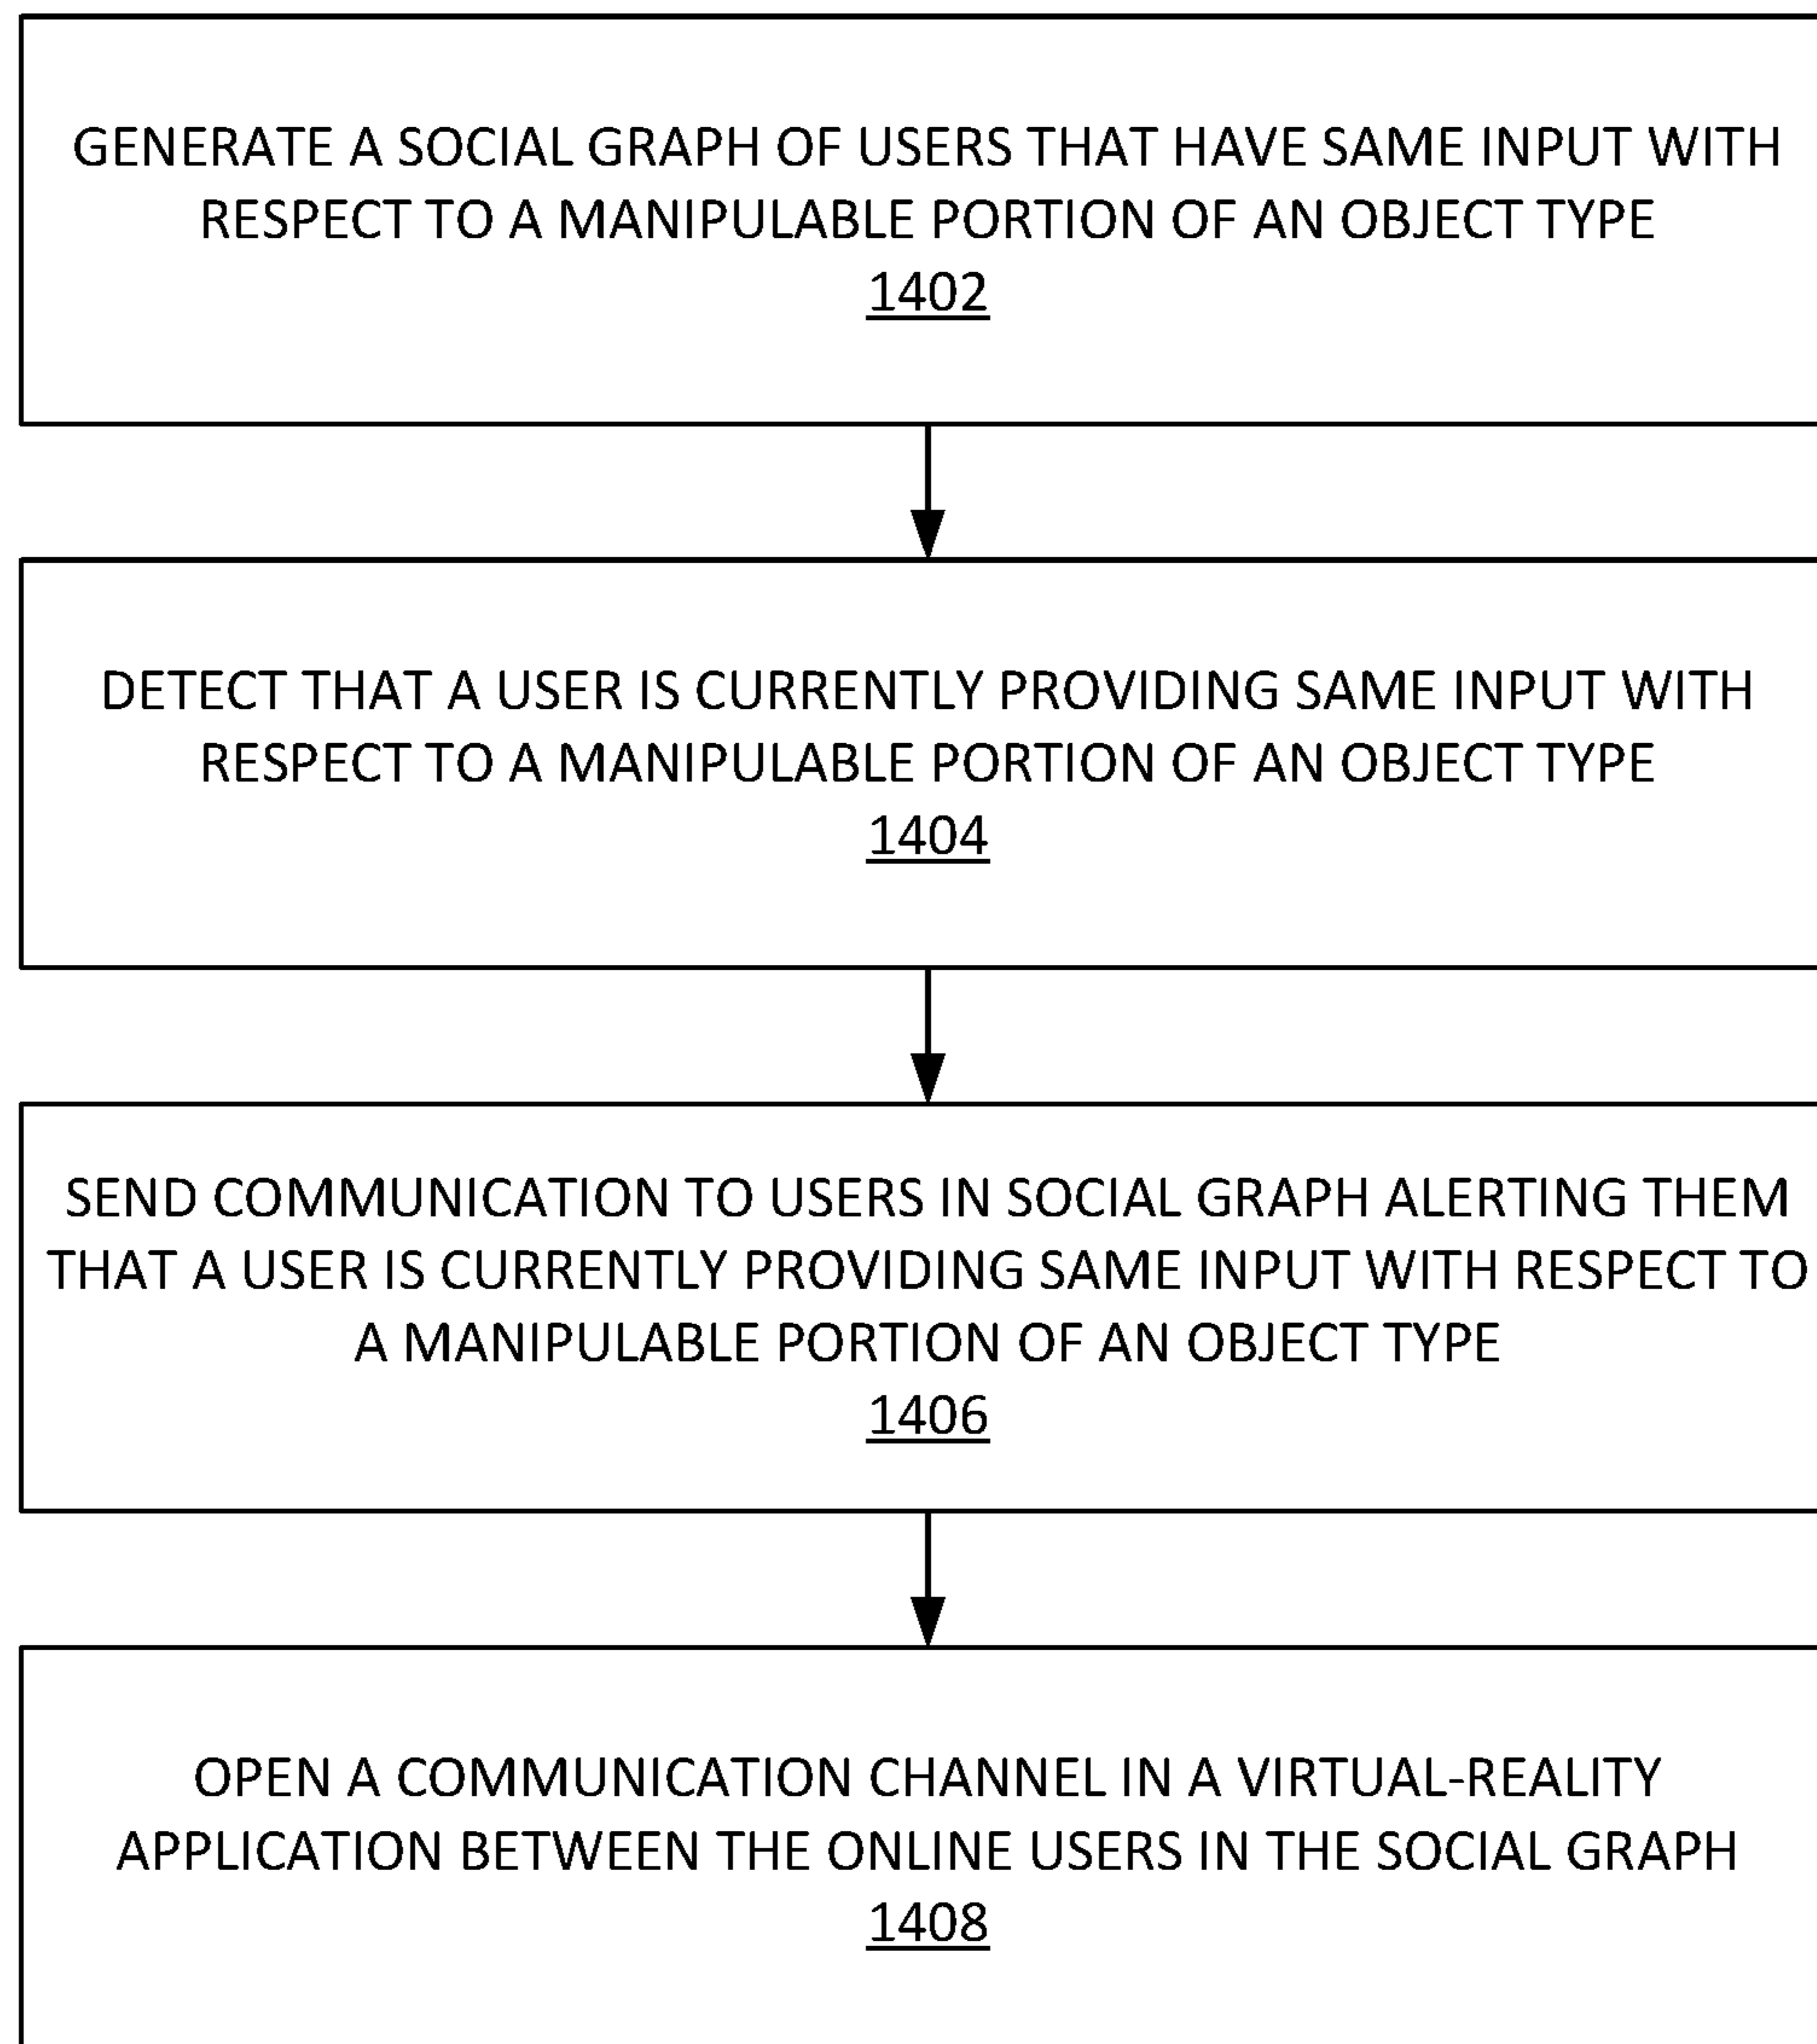 GENERATE A SOCIAL GRAPH OF USERS THAT HAVE SAME INPUT WITH
RESPECT TO A MANIPULABLE PORTION OF AN OBJECT TYPE
1402
DETECT THAT A USER IS CURRENTLY PROVIDING SAME INPUT WITH
RESPECT TO A MANIPULABLE PORTION OF AN OBJECT TYPE
1404
SEND COMMUNICATION TO USERS IN SOCIAL GRAPH ALERTING THEM
THAT A USER IS CURRENTLY PROVIDING SAME INPUT WITH RESPECT TO
A MANIPULABLE PORTION OF AN OBJECT TYPE
1406
OPEN A COMMUNICATION CHANNEL IN A VIRTUAL-REALITY
APPLICATION BETWEEN THE ONLINE USERS IN THE SOCIAL GRAPH
1408